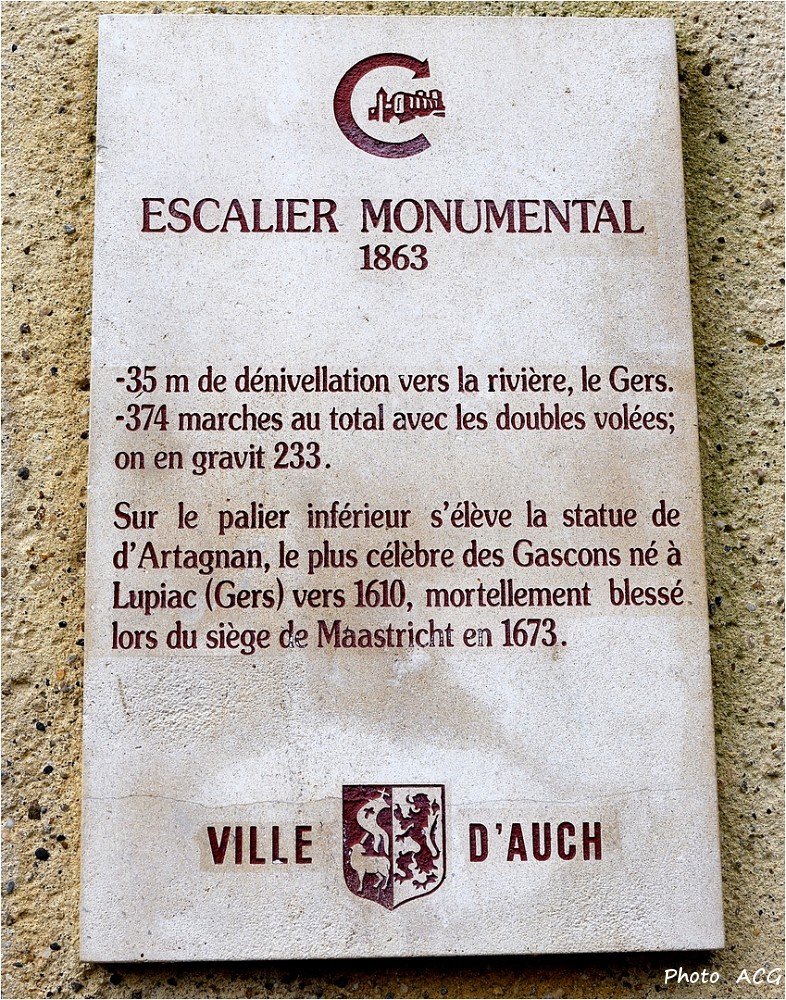 ESCALIER MONUMENTAL
1863
-35 m de dénivellation vers la rivière, le Gers.
-374 marches au total avec les doubles volées;
on en gravit 233.
Sur le palier inférieur s'élève la statue de
d'Artagnan, le plus célèbre des Gascons né à
Lupiac (Gers) vers 1610, mortellement blessé
lors du siège de Maastricht en 1673.
VILLE D'AUCH
Photo ACG